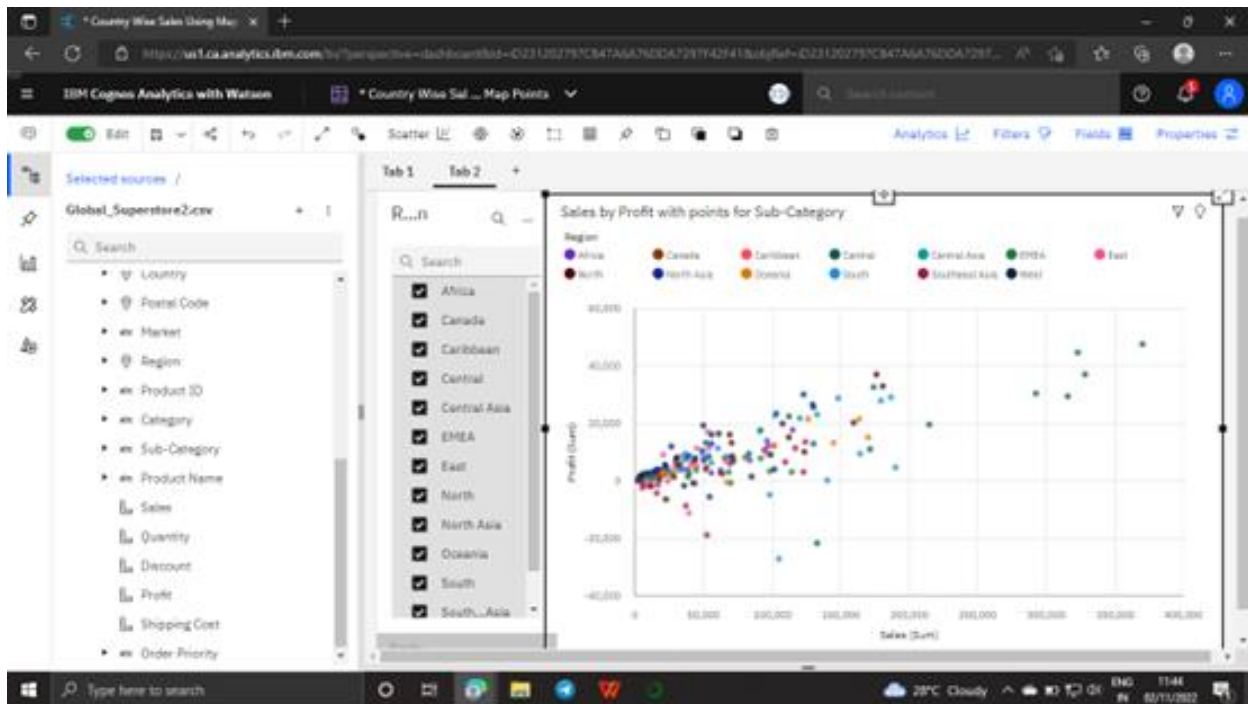 * Country Wise Sales Using Map
IBM Cognos Analytics with Watson
* Country Wise Sal ... Map Points
Search content
Edit
Scatter
Analytics
Filters
Fields
Properties
Selected sources /
Global_Superstore2.csv
Search
Country
Postal Code
Market
Region
Product ID
Category
Sub-Category
Product Name
Sales
Quantity
Discount
Profit
Shipping Cost
Order Priority
Tab 1
Tab 2
R...n
Search
Africa
Canada
Caribbean
Central
Central Asia
EMEA
East
North
North Asia
Oceania
South
South...Asia
Sales by Profit with points for Sub-Category
Region
Africa
Canada
Caribbean
Central
Central Asia
EMEA
East
North
North Asia
Oceania
South
Southeast Asia
West
60,000
40,000
20,000
0
-20,000
-40,000
Profit (Sum)
0
50,000
100,000
150,000
200,000
250,000
300,000
350,000
400,000
Sales (Sum)
Type here to search
28°C Cloudy
ENG
IN
11:44
02/11/2022